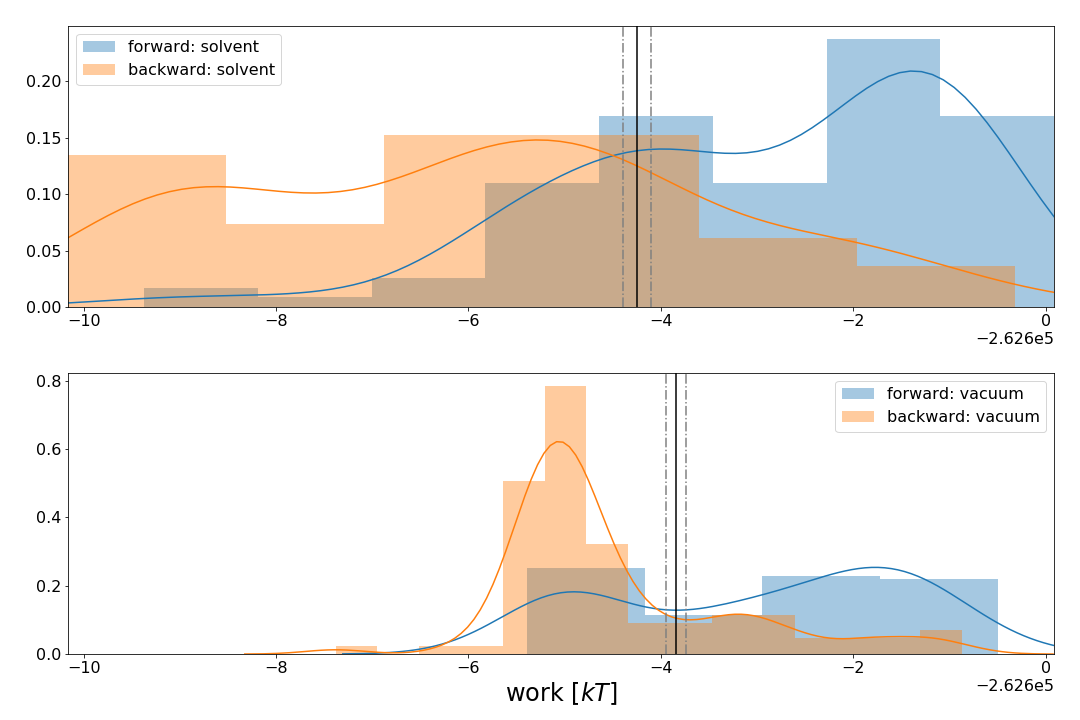 forward: solvent
backward: solvent
0.20
0.15
0.10
0.05
0.00
−10 −8 −6 −4 −2 0
−2.626e5
forward: vacuum
backward: vacuum
0.8
0.6
0.4
0.2
0.0
−10 −8 −6 −4 −2 0
−2.626e5
work [kT]